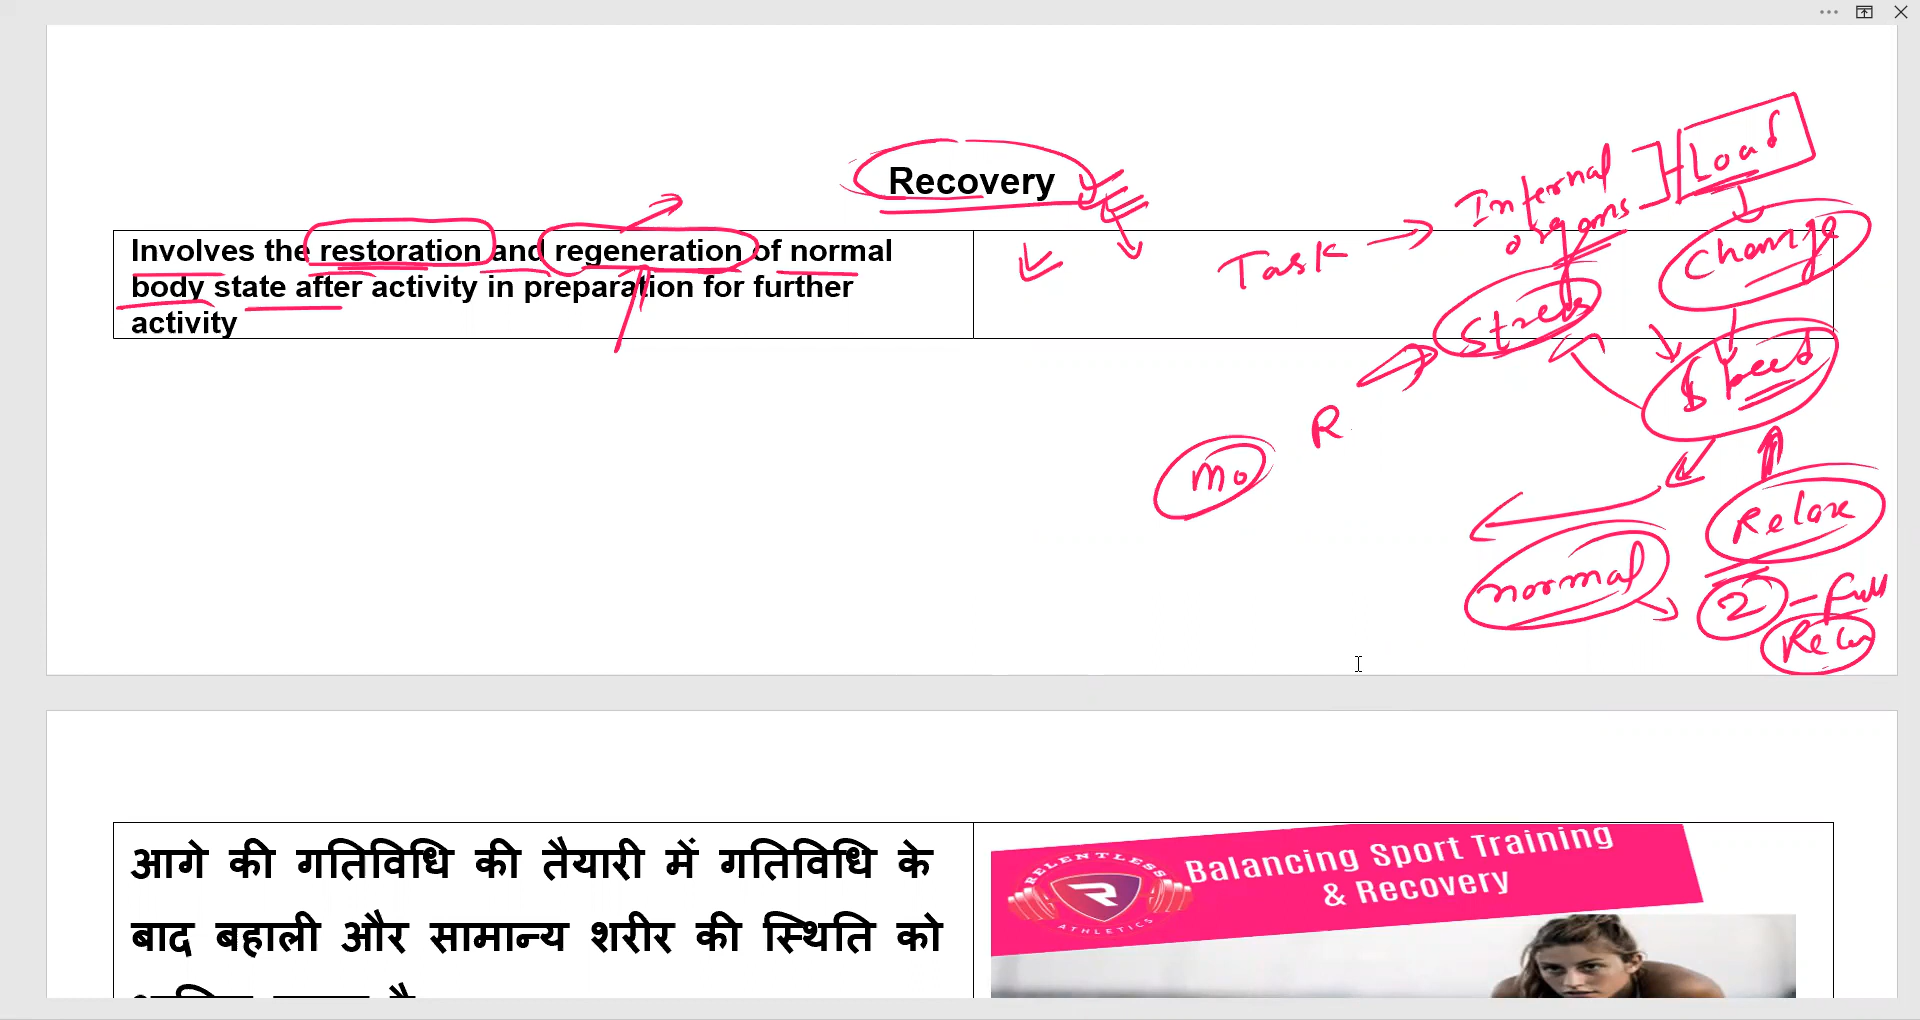 Recovery
Involves the restoration and regeneration of normal
body state after activity in preparation for further
activity
Load
Internal
organs
Task
Change
Stress
Speed
R
mo
Relax
normal
2 - Full
आगे की गतिविधि की तैयारी में गतिविधि के
बाद बहाली और सामान्य शरीर की स्थिति को
RELENTLESS
ATHLETICS
Balancing Sport Training
& Recovery